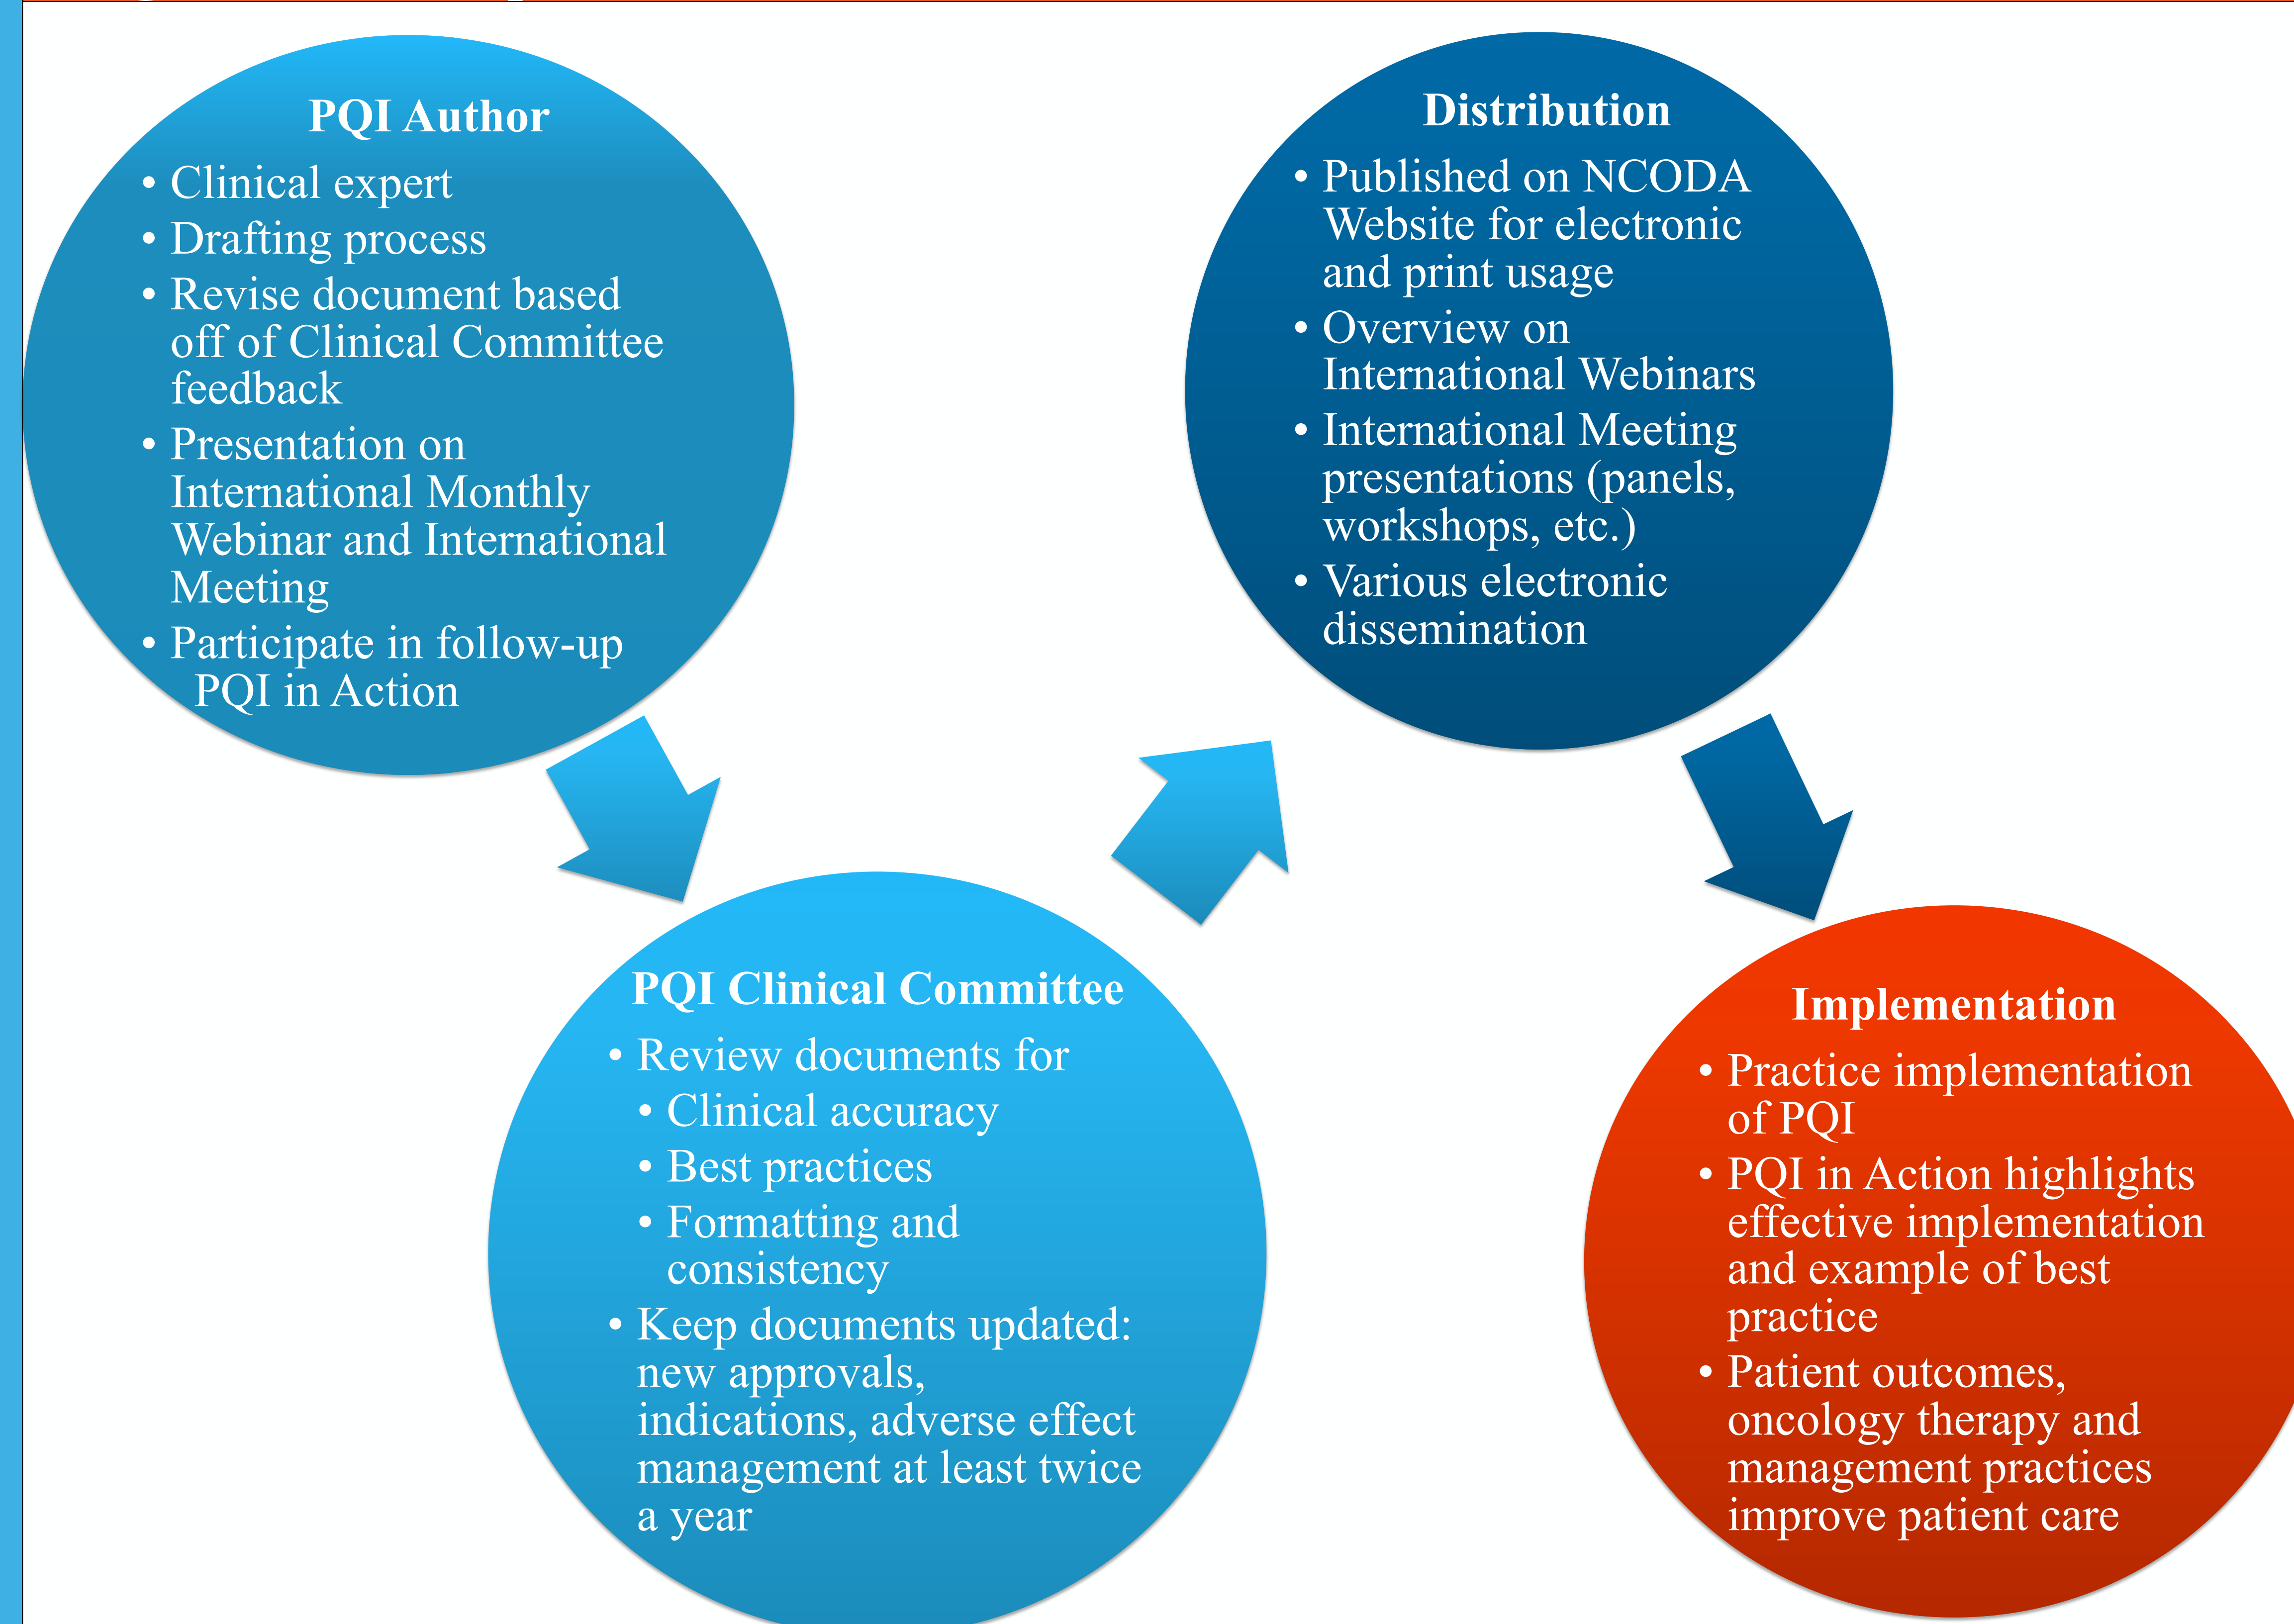 PQI Author
• Clinical expert
• Drafting process
• Revise document based
off of Clinical Committee
feedback
• Presentation on
International Monthly
Webinar and International
Meeting
• Participate in follow-up
PQI in Action
PQI Clinical Committee
• Review documents for
• Clinical accuracy
• Best practices
• Formatting and
consistency
• Keep documents updated:
new approvals,
indications, adverse effect
management at least twice
a year
Distribution
• Published on NCODA
Website for electronic
and print usage
• Overview on
International Webinars
• International Meeting
presentations (panels,
workshops, etc.)
• Various electronic
dissemination
Implementation
• Practice implementation
of PQI
• PQI in Action highlights
effective implementation
and example of best
practice
• Patient outcomes,
oncology therapy and
management practices
improve patient care